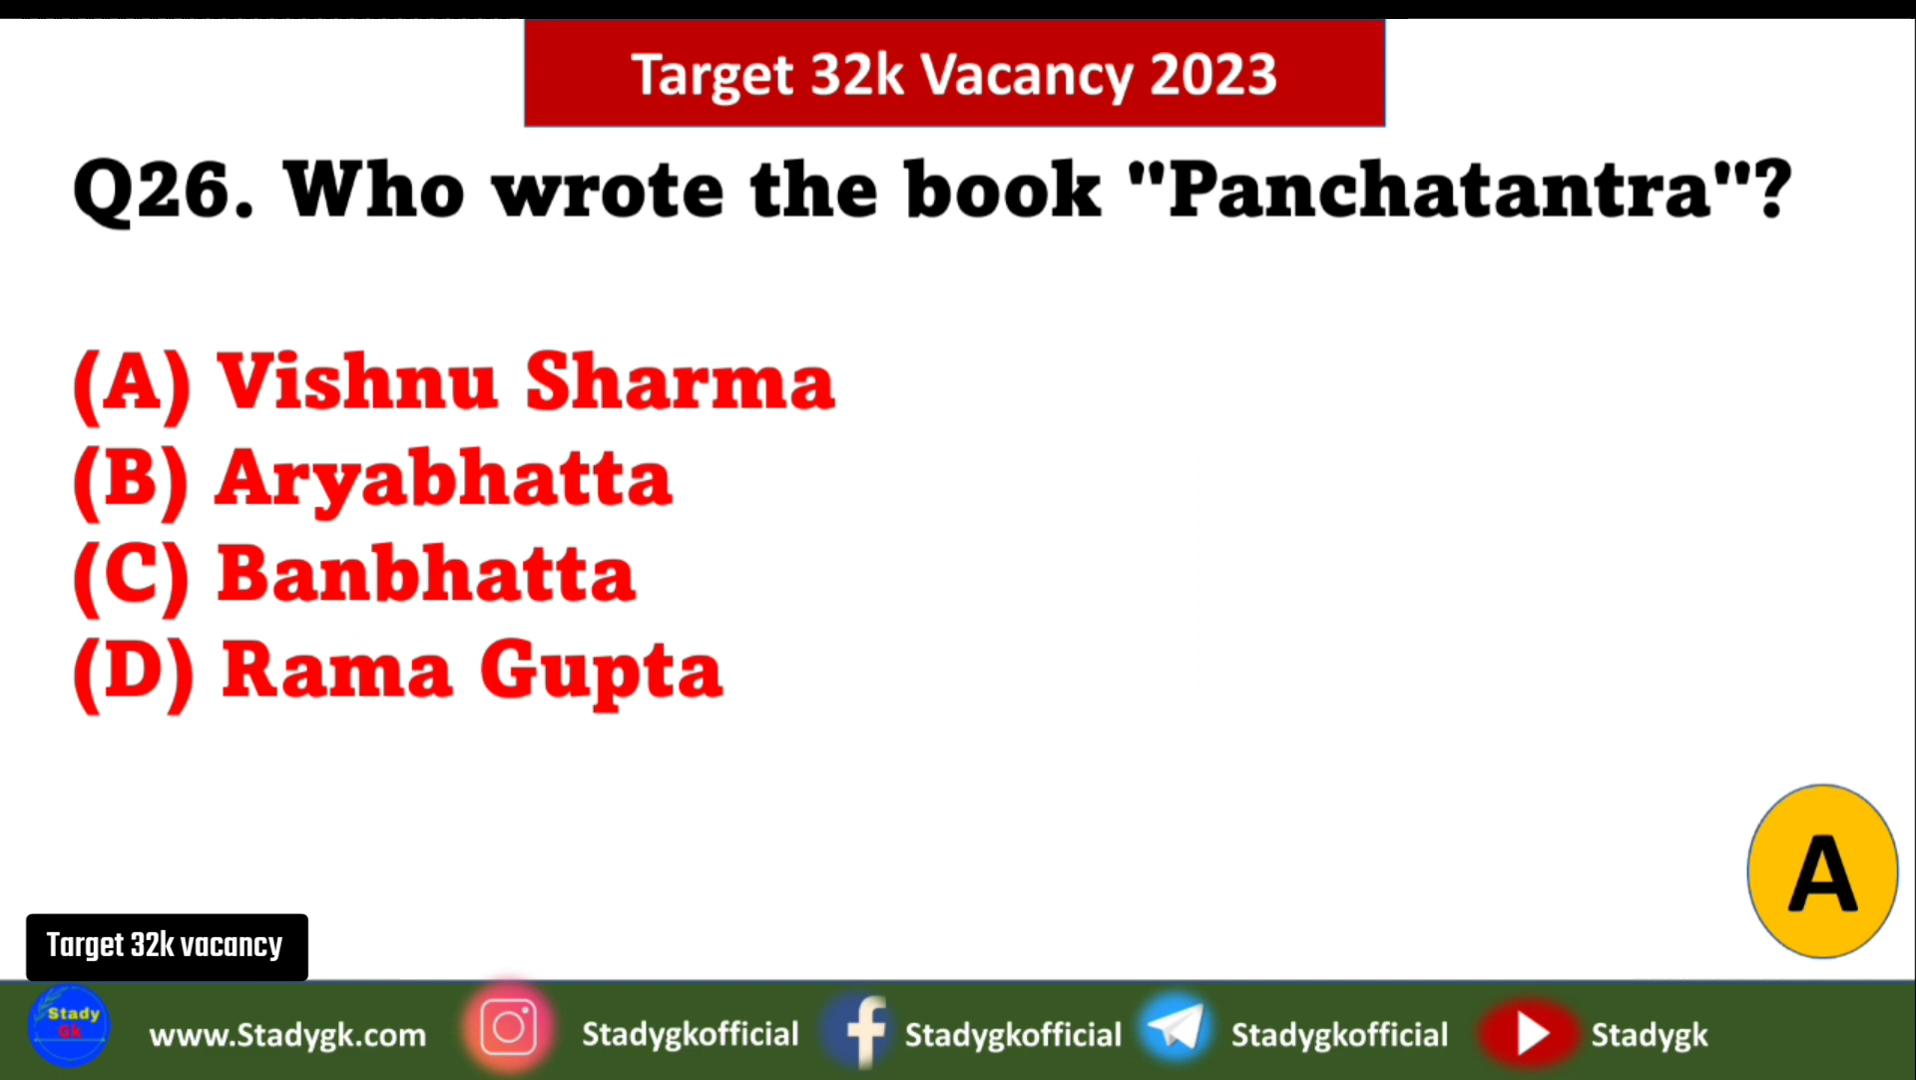 Target 32k Vacancy 2023
Q26. Who wrote the book "Panchatantra"?
(A) Vishnu Sharma
(B) Aryabhatta
(C) Banbhatta
(D) Rama Gupta
A
Target 32k vacancy
Stady
Gk
www.Stadygk.com
Stadygkofficial
Stadygkofficial
Stadygkofficial
Stadygk